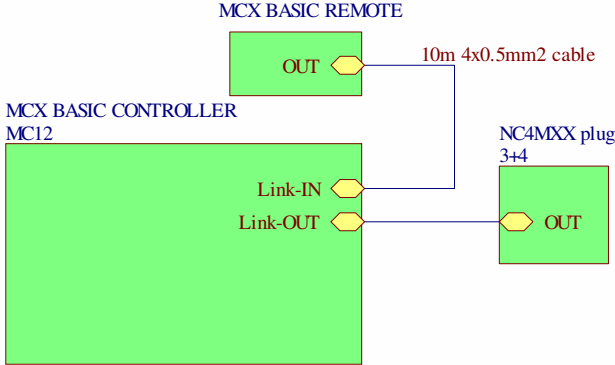 MCX BASIC REMOTE
OUT
10m 4x0.5mm2 cable
MCX BASIC CONTROLLER
MC12
NC4MXX plug
3+4
Link-IN
Link-OUT
OUT